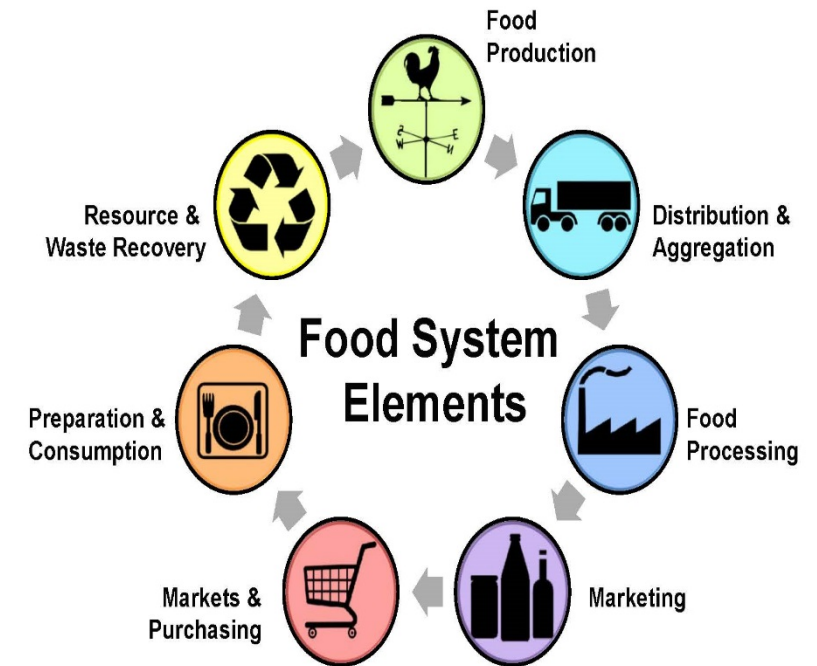 Food
Production
Distribution &
Aggregation
Food
Processing
Marketing
Markets &
Purchasing
Preparation &
Consumption
Resource &
Waste Recovery
Food System
Elements
S
E
W
N